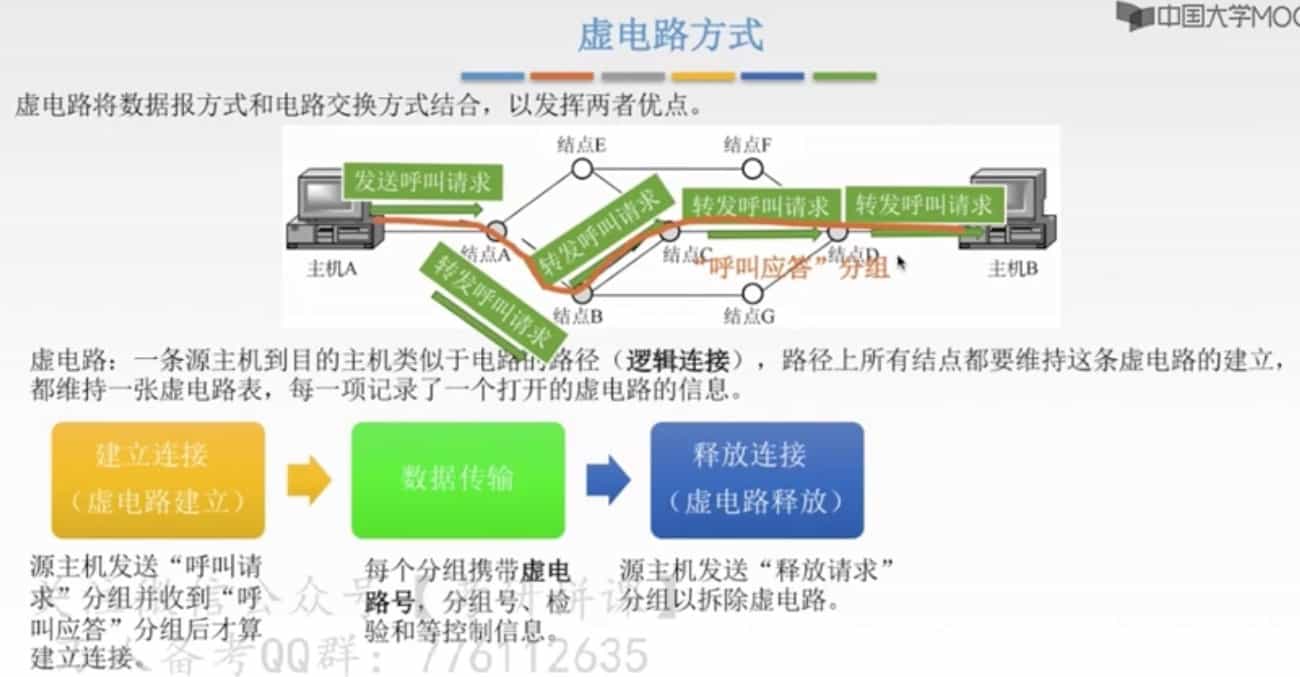 中国大学MOO
虚电路方式
虚电路将数据报方式和电路交换方式结合，以发挥两者优点。
结点E
结点F
发送呼叫请求
转发呼叫请求
转发呼叫请求
转发呼叫请求
结点A
结点C
结点D
“呼叫应答”分组
主机A
主机B
转发呼叫请求
结点B
结点G
虚电路：一条源主机到目的主机类似于电路的路径（逻辑连接），路径上所有结点都要维持这条虚电路的建立，
都维持一张虚电路表，每一项记录了一个打开的虚电路的信息。
建立连接
（虚电路建立）
数据传输
释放连接
（虚电路释放）
源主机发送“呼叫请
求”分组并收到“呼
叫应答”分组后才算
建立连接。
每个分组携带虚电
路号，分组号、检
验和等控制信息。
源主机发送“释放请求”
分组以拆除虚电路。
备考QQ群：776112635